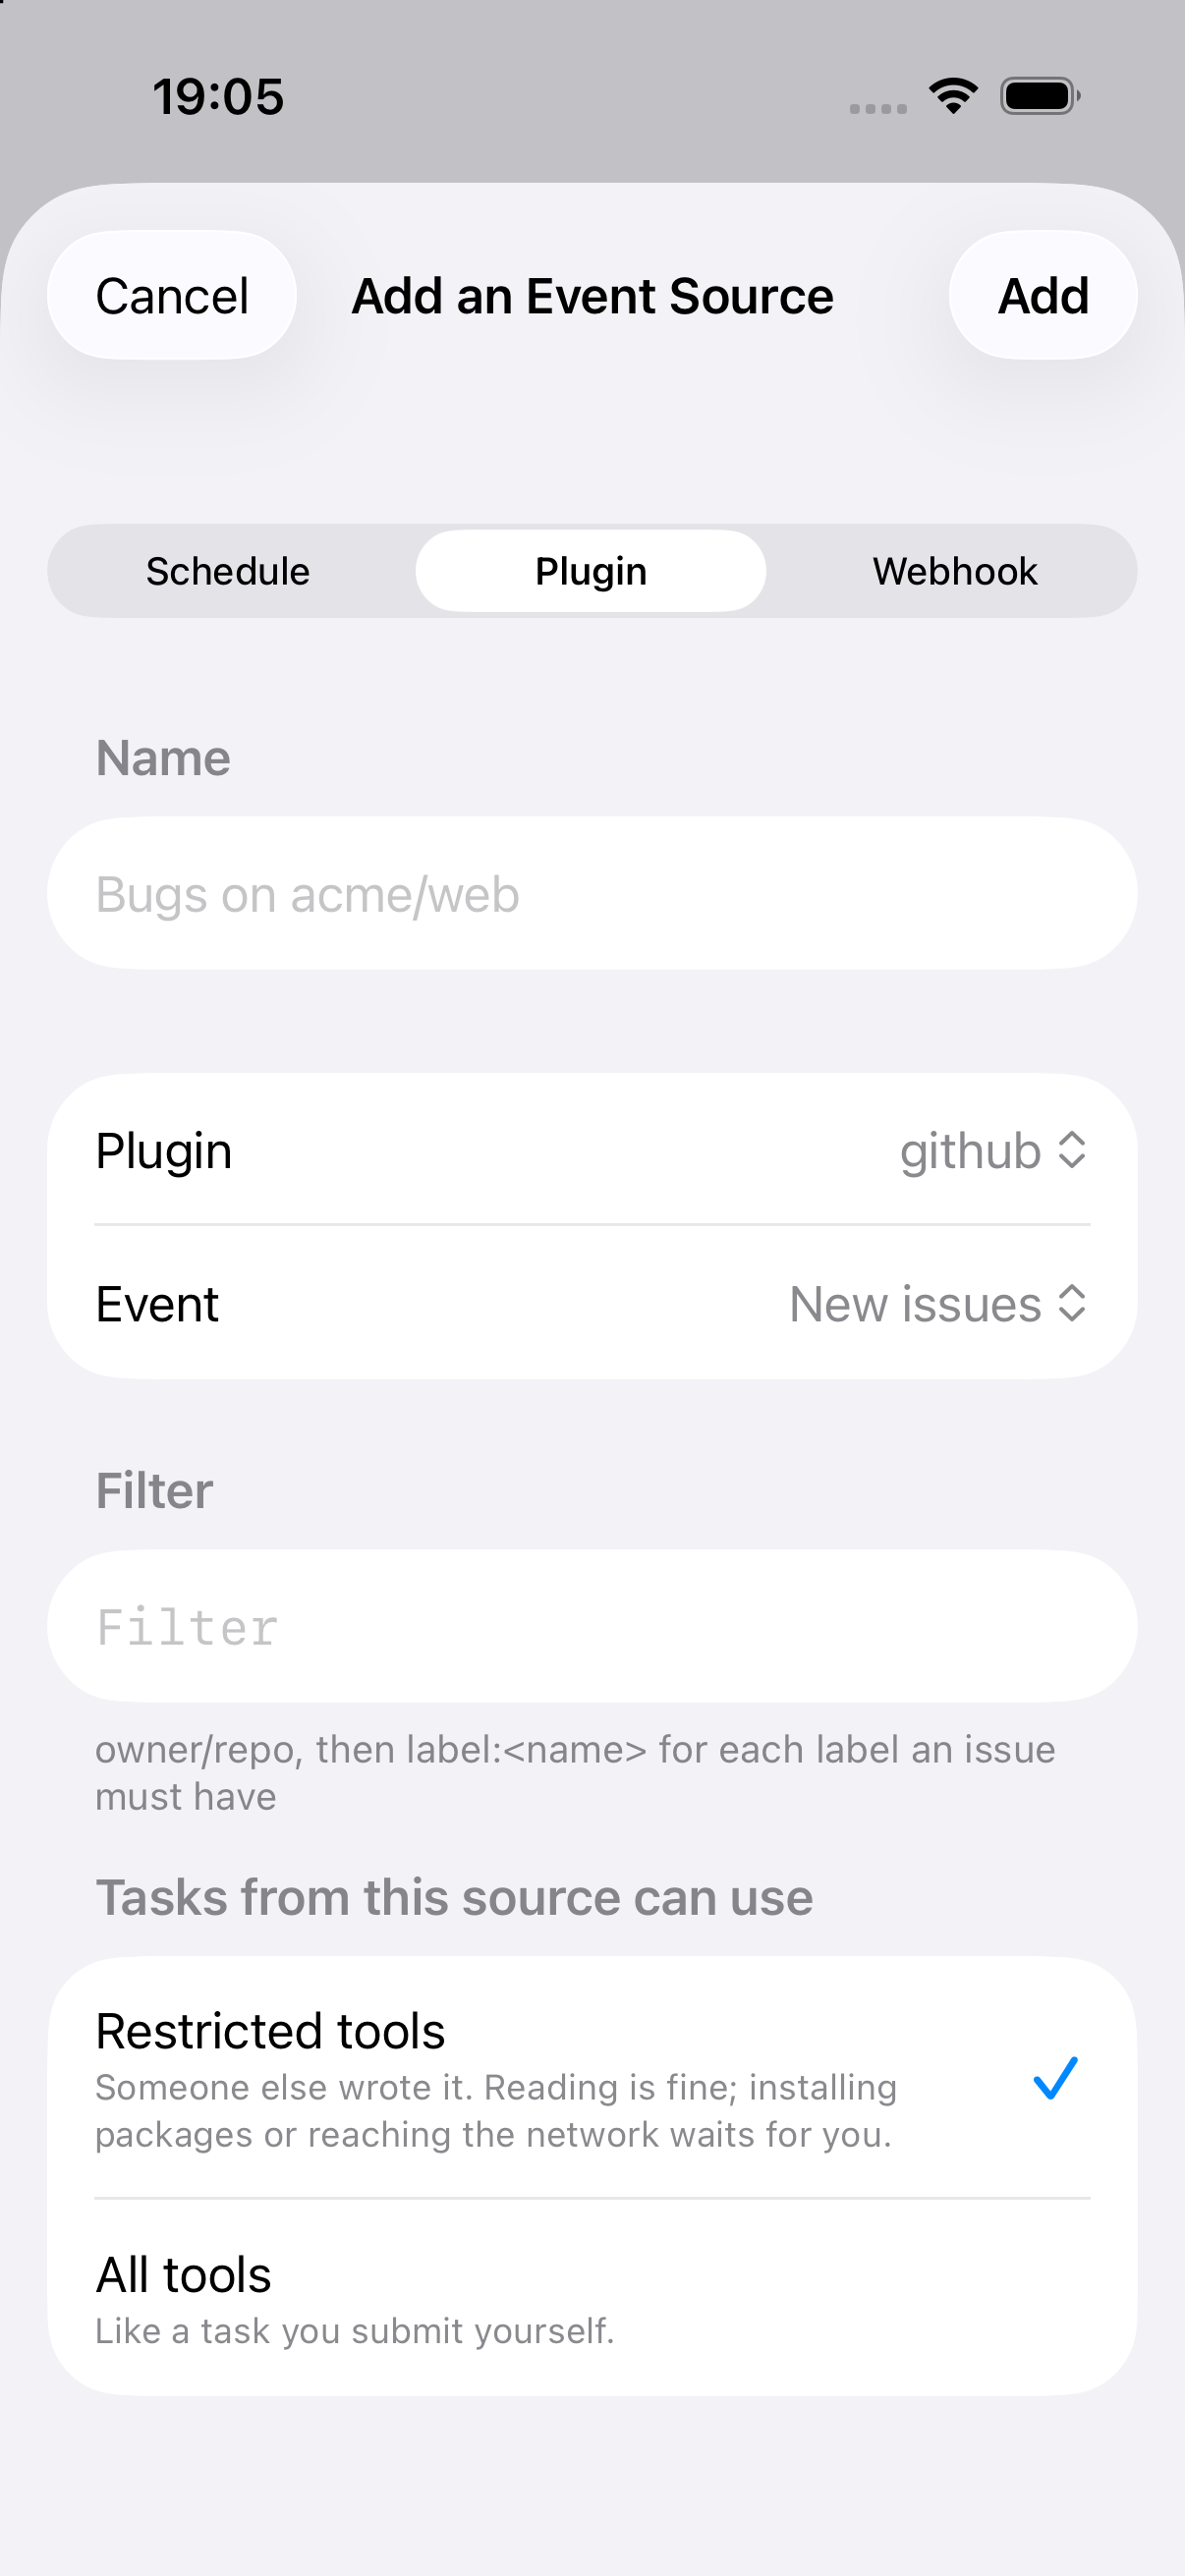 19:05
Cancel
Add an Event Source
Add
Schedule
Plugin
Webhook
Name
Bugs on acme/web
Plugin
github
Event
New issues
Filter
Filter
owner/repo, then label:<name> for each label an issue
must have
Tasks from this source can use
Restricted tools
Someone else wrote it. Reading is fine; installing
packages or reaching the network waits for you.
All tools
Like a task you submit yourself.